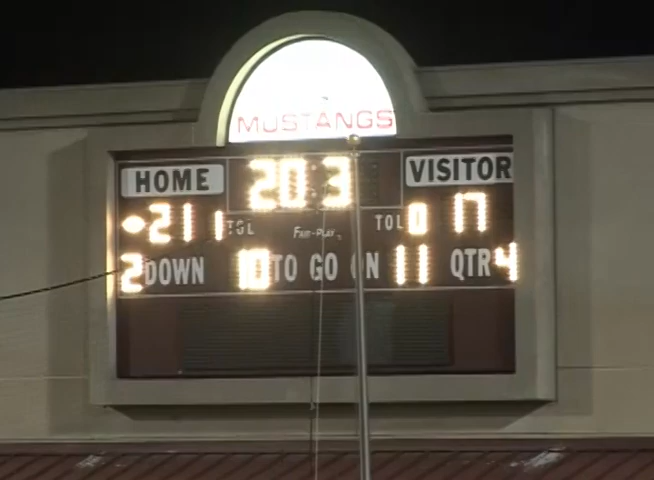 MUSTANGS
HOME 20:3 VISITOR
21 1 TOL FAIR-PLAY TOL 0 17
2 DOWN 10 TO GO ON 11 QTR 4